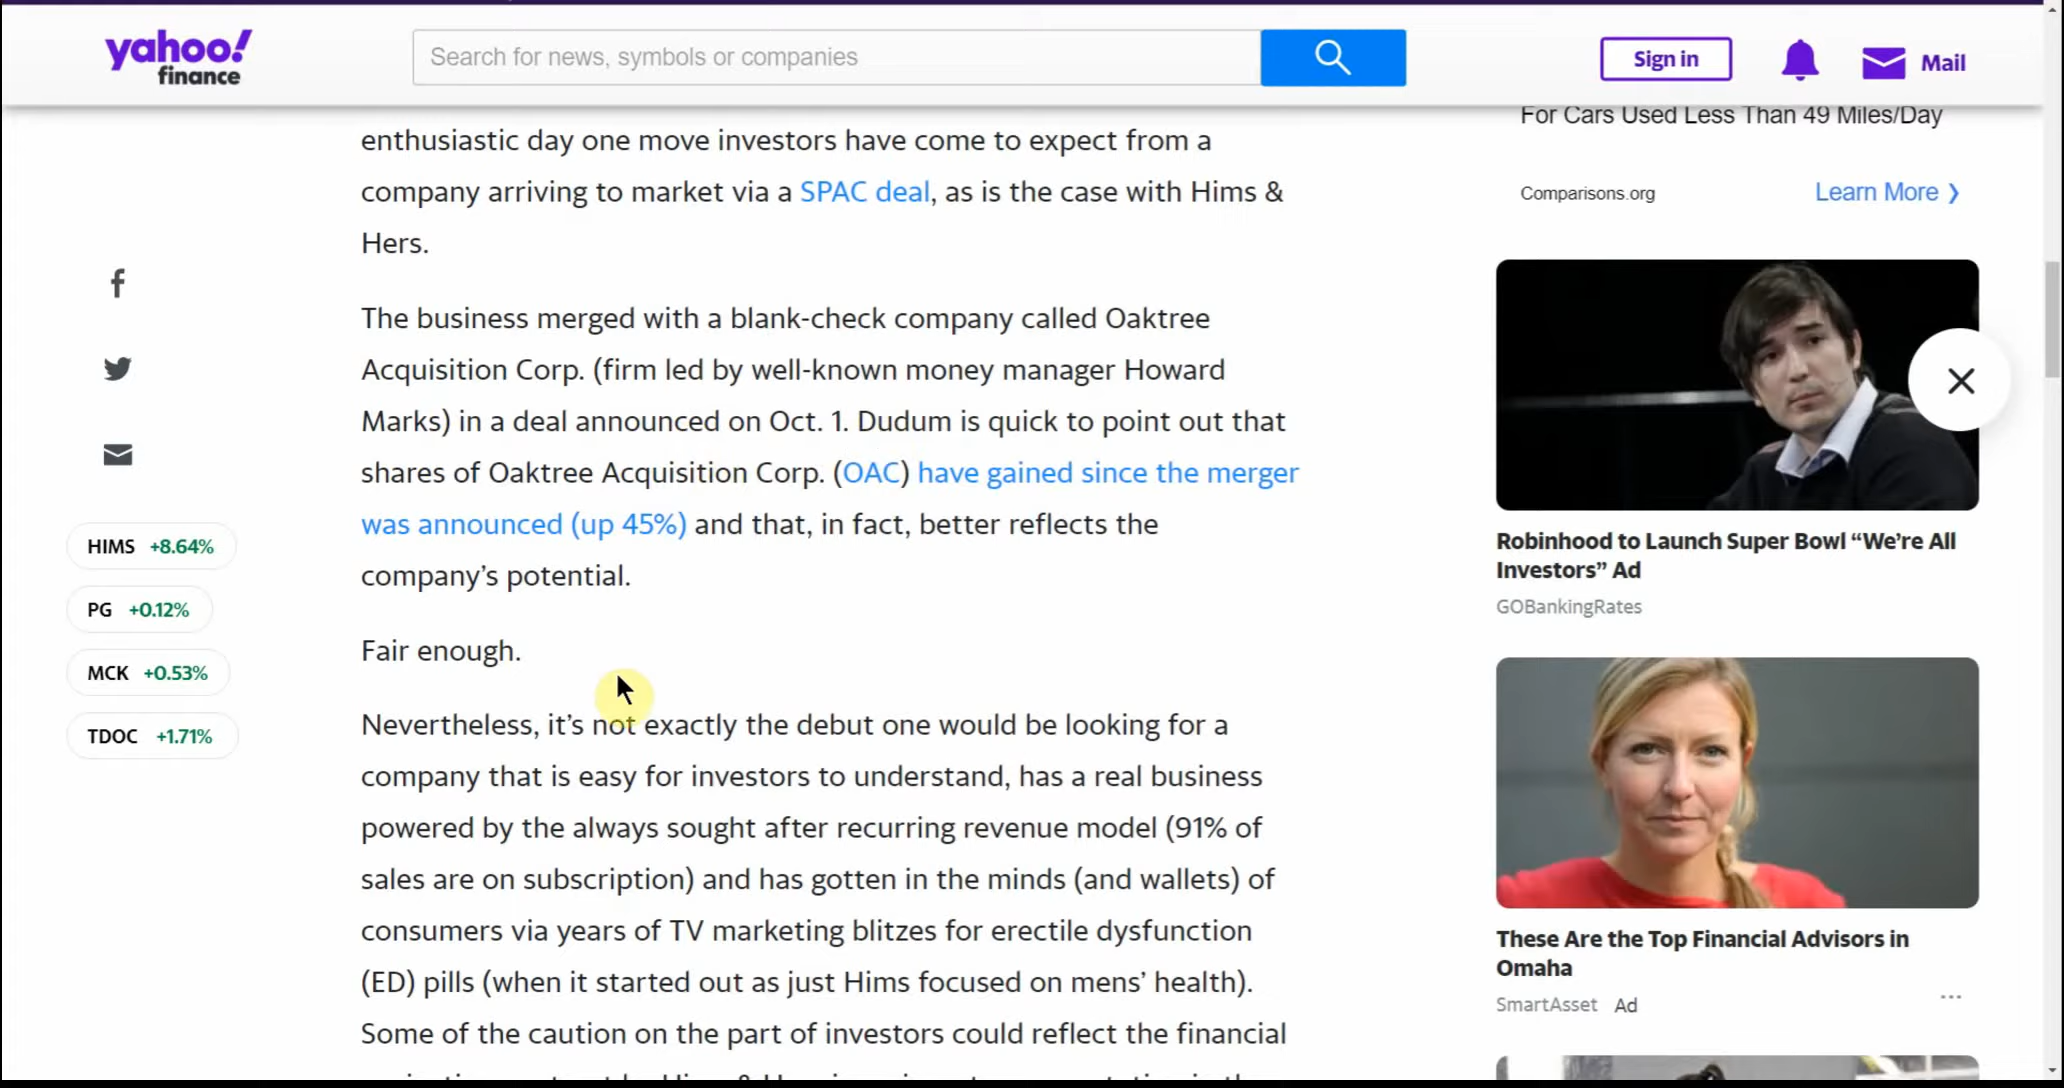 yahoo!
finance
Search for news, symbols or companies
Sign in
Mail
enthusiastic day one move investors have come to expect from a
company arriving to market via a SPAC deal, as is the case with Hims &
Hers.
The business merged with a blank-check company called Oaktree
Acquisition Corp. (firm led by well-known money manager Howard
Marks) in a deal announced on Oct. 1. Dudum is quick to point out that
shares of Oaktree Acquisition Corp. (OAC) have gained since the merger
was announced (up 45%) and that, in fact, better reflects the
company’s potential.
Fair enough.
Nevertheless, it’s not exactly the debut one would be looking for a
company that is easy for investors to understand, has a real business
powered by the always sought after recurring revenue model (91% of
sales are on subscription) and has gotten in the minds (and wallets) of
consumers via years of TV marketing blitzes for erectile dysfunction
(ED) pills (when it started out as just Hims focused on mens’ health).
Some of the caution on the part of investors could reflect the financial
HIMS +8.64%
PG +0.12%
MCK +0.53%
TDOC +1.71%
For Cars Used Less Than 49 Miles/Day
Comparisons.org
Learn More ❯
Robinhood to Launch Super Bowl “We’re All
Investors” Ad
GOBankingRates
These Are the Top Financial Advisors in
Omaha
SmartAsset Ad